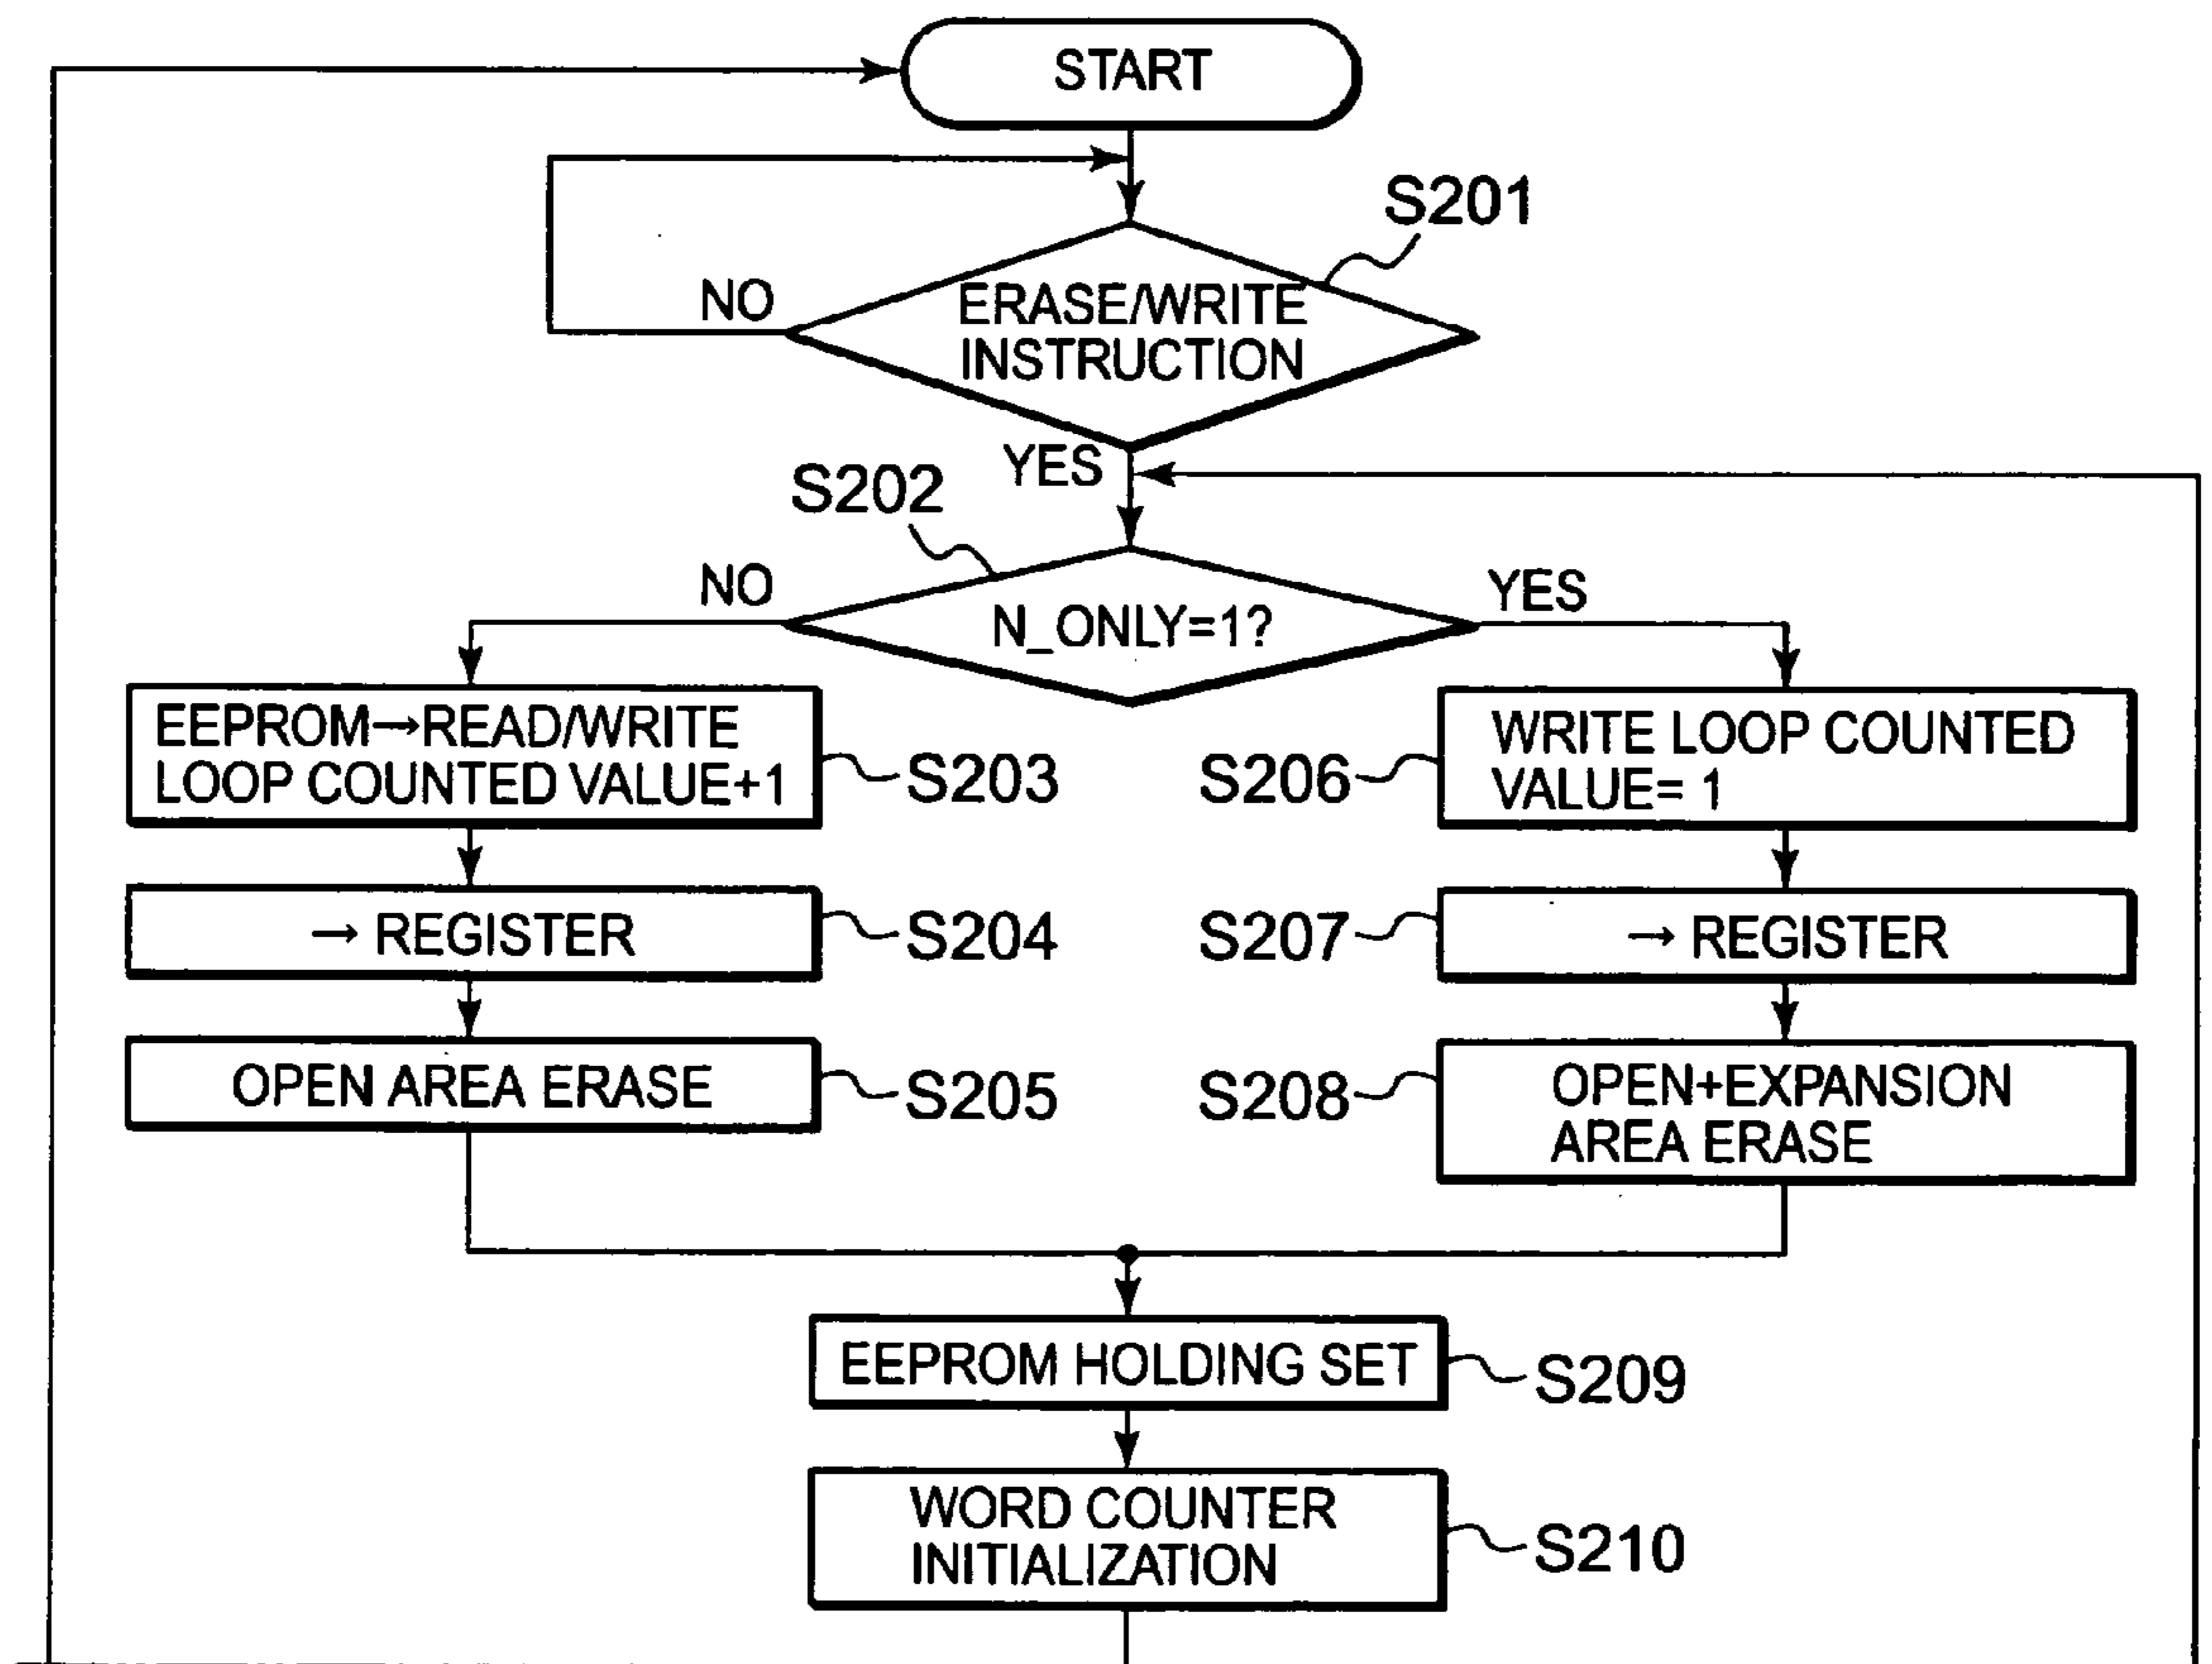 START
S201
NO
ERASE/WRITE
INSTRUCTION
YES
S202
NO
YES
N_ONLY=1?
EEPROM→READ/WRITE
LOOP COUNTED VALUE+1
S203
S206
WRITE LOOP COUNTED
VALUE= 1
→ REGISTER
S204
S207
→ REGISTER
OPEN AREA ERASE
S205
S208
OPEN+EXPANSION
AREA ERASE
EEPROM HOLDING SET
S209
WORD COUNTER
INITIALIZATION
S210